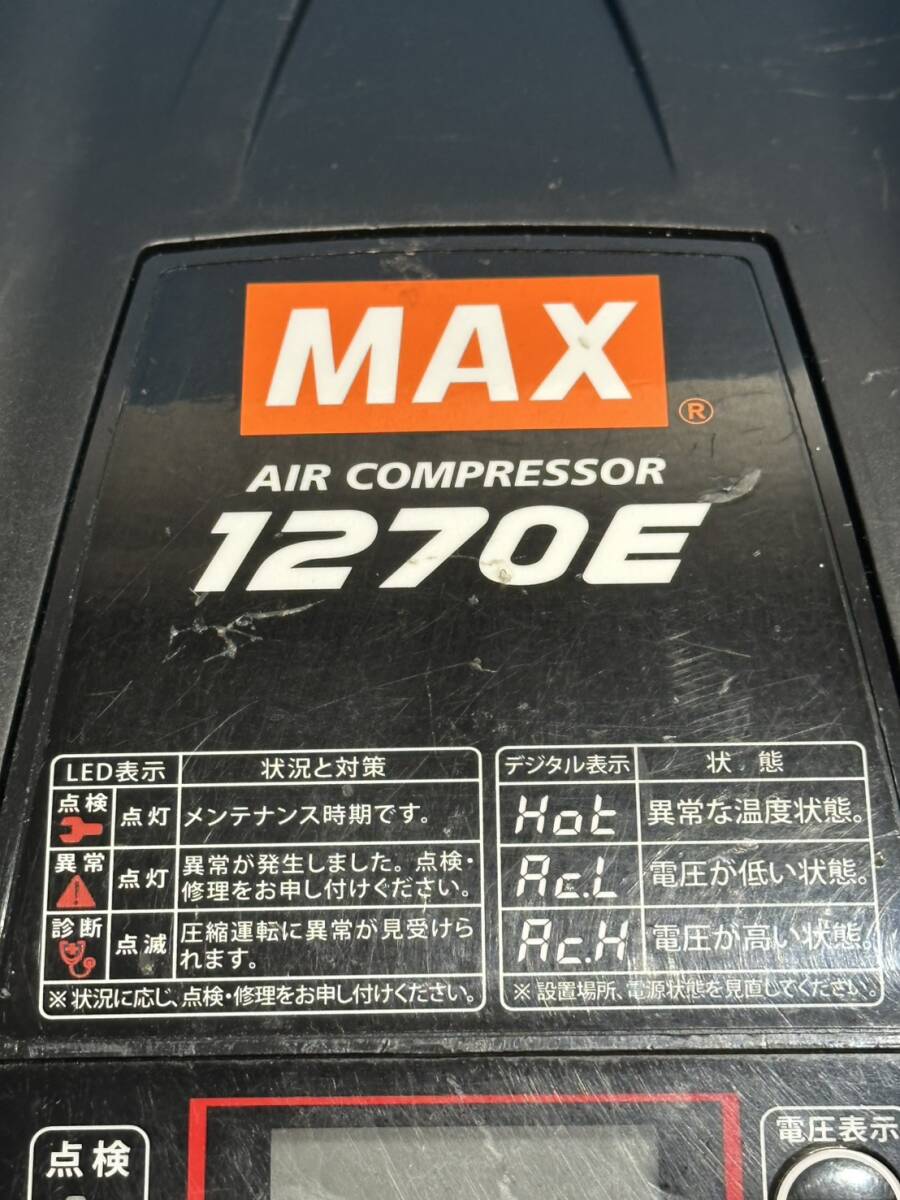 MAX
®
AIR COMPRESSOR
1270E
LED表示 状況と対策
点検 点灯 メンテナンス時期です。
異常 点灯 異常が発生しました。点検・
修理をお申し付けください。
診断 点滅 圧縮運転に異常が見受けら
れます。
※状況に応じ、点検・修理をお申し付けください。
デジタル表示 状態
Hot 異常な温度状態。
Ac.L 電圧が低い状態。
Ac.H 電圧が高い状態。
※設置場所、電源状態を見直してください。
点検
電圧表示